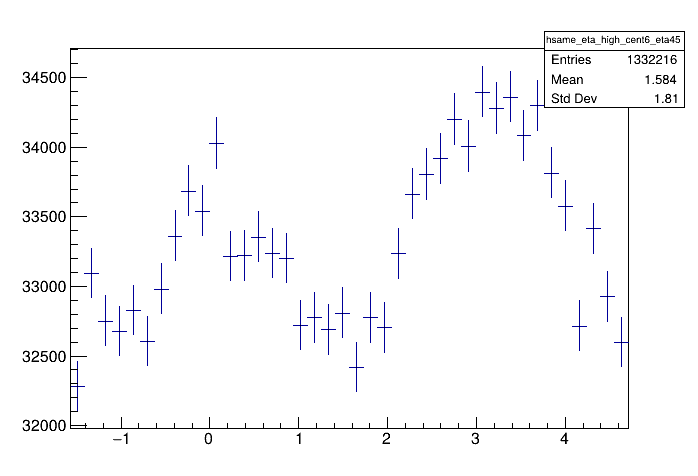 hsame_eta_high_cent6_eta45
Entries 1332216
Mean 1.584
Std Dev 1.81
34500
34000
33500
33000
32500
32000
−1 0 1 2 3 4